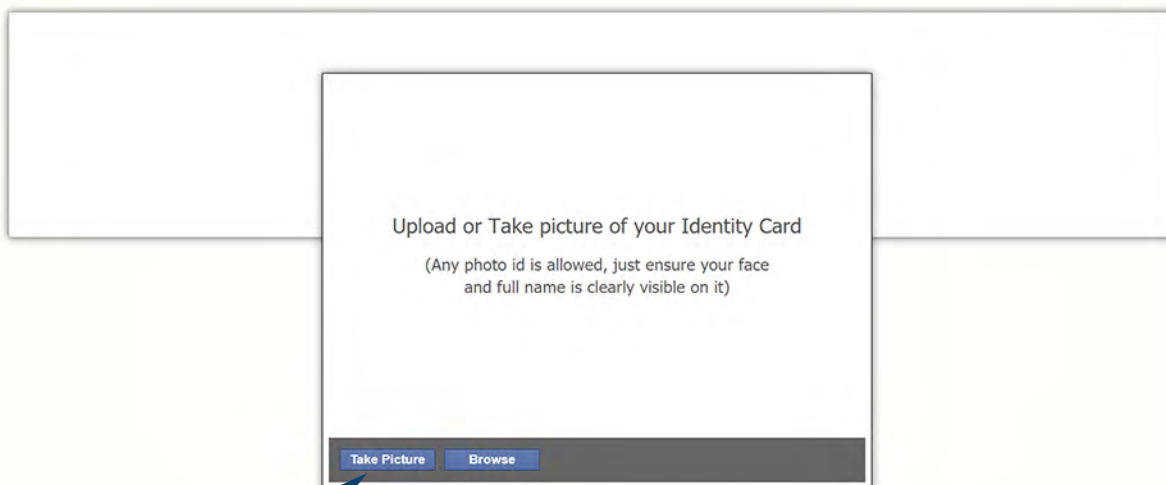 Upload or Take picture of your Identity Card
(Any photo id is allowed, just ensure your face
and full name is clearly visible on it)
Take Picture Browse